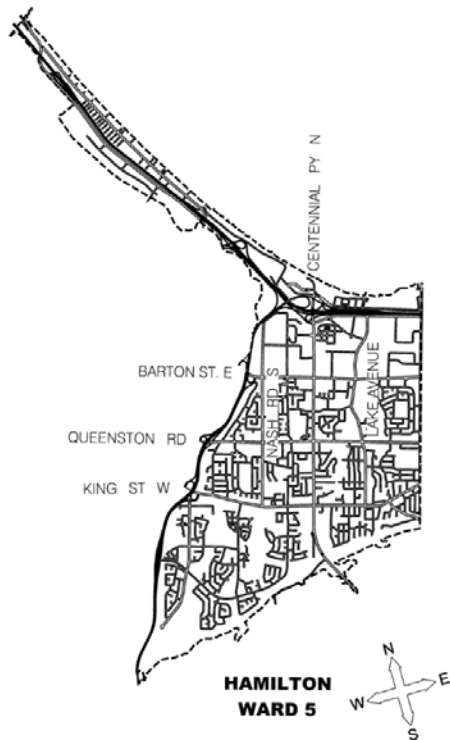 CENTENNIAL PY N
BARTON ST. E
NASH RD S
LAKE AVENUE
QUEENSTON RD
KING ST W
HAMILTON
WARD 5
N
W
E
S